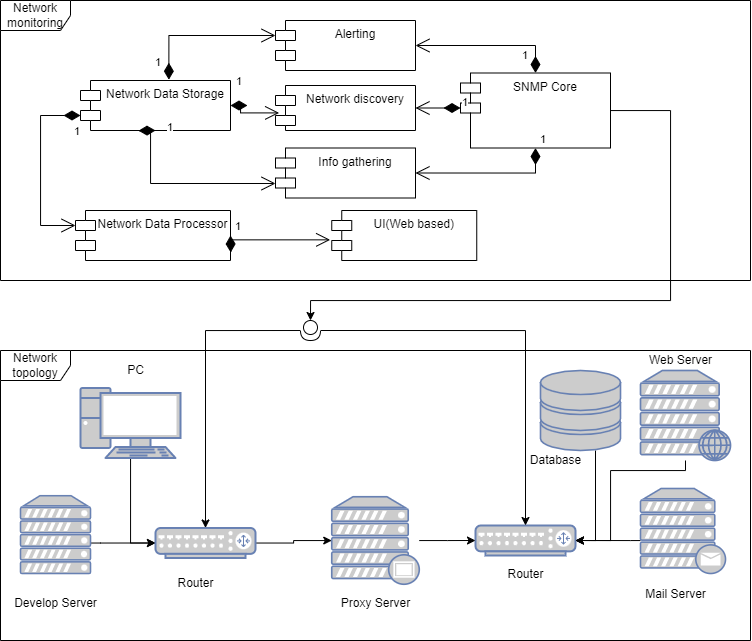 Network
monitoring
Alerting
1
1
Network Data Storage
1
Network discovery
1
SNMP Core
1
1
1
Info gathering
Network Data Processor
1
UI(Web based)
Network
topology
PC
Web Server
Database
Develop Server
Router
Proxy Server
Router
Mail Server